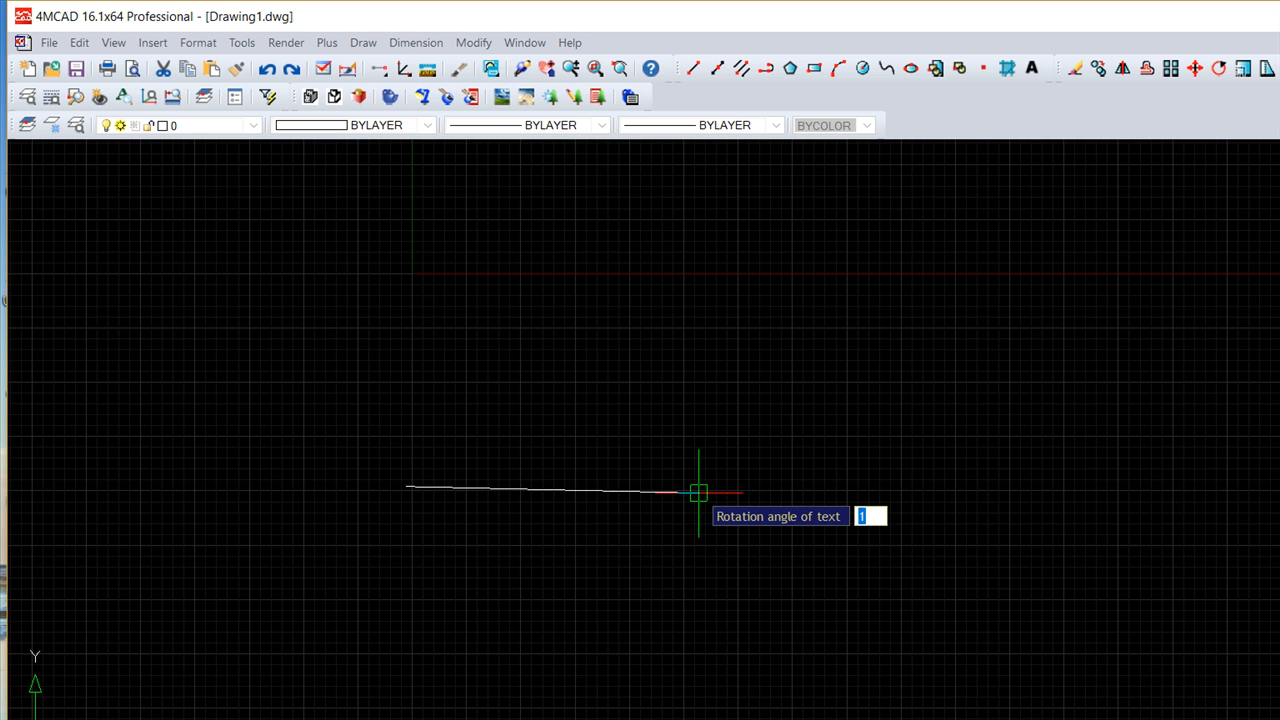 4MCAD 16.1x64 Professional - [Drawing1.dwg]
File Edit View Insert Format Tools Render Plus Draw Dimension Modify Window Help
0 BYLAYER BYLAYER BYLAYER BYCOLOR
Rotation angle of text 1
Y